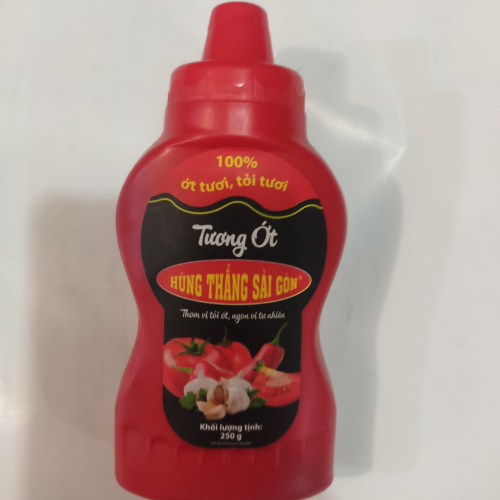 100%
ớt tươi, tỏi tươi
Tương Ớt
HÙNG THẮNG SÀI GÒN®
Thơm vị tỏi ớt, ngon vị tự nhiên
Khối lượng tịnh:
250 g